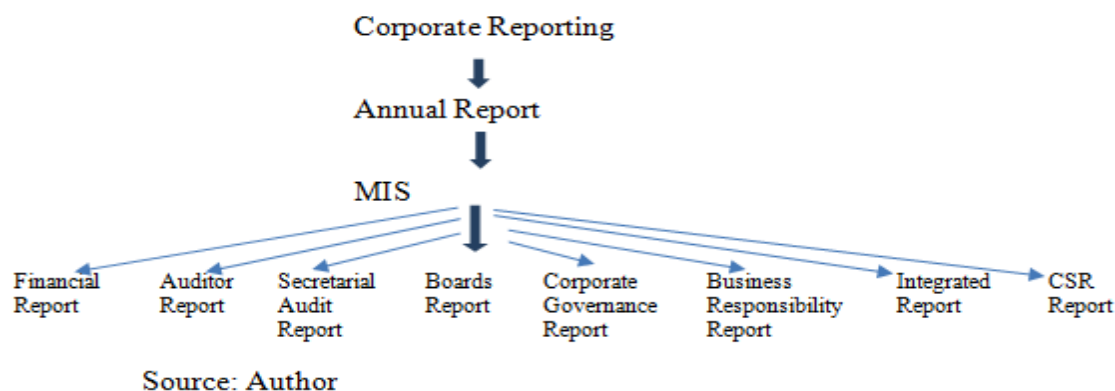 Corporate Reporting
Annual Report
MIS
Financial
Report
Auditor
Report
Secretarial
Audit
Report
Boards
Report
Corporate
Governance
Report
Business
Responsibility
Report
Integrated
Report
CSR
Report
Source: Author